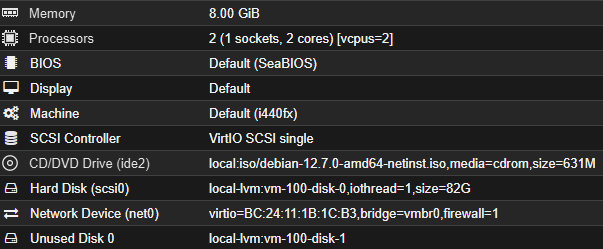 Memory 8.00 GiB
Processors 2 (1 sockets, 2 cores) [vcpus=2]
BIOS Default (SeaBIOS)
Display Default
Machine Default (i440fx)
SCSI Controller VirtIO SCSI single
CD/DVD Drive (ide2) local:iso/debian-12.7.0-amd64-netinst.iso,media=cdrom,size=631M
Hard Disk (scsi0) local-lvm:vm-100-disk-0,iothread=1,size=82G
Network Device (net0) virtio=BC:24:11:1B:1C:B3,bridge=vmbr0,firewall=1
Unused Disk 0 local-lvm:vm-100-disk-1